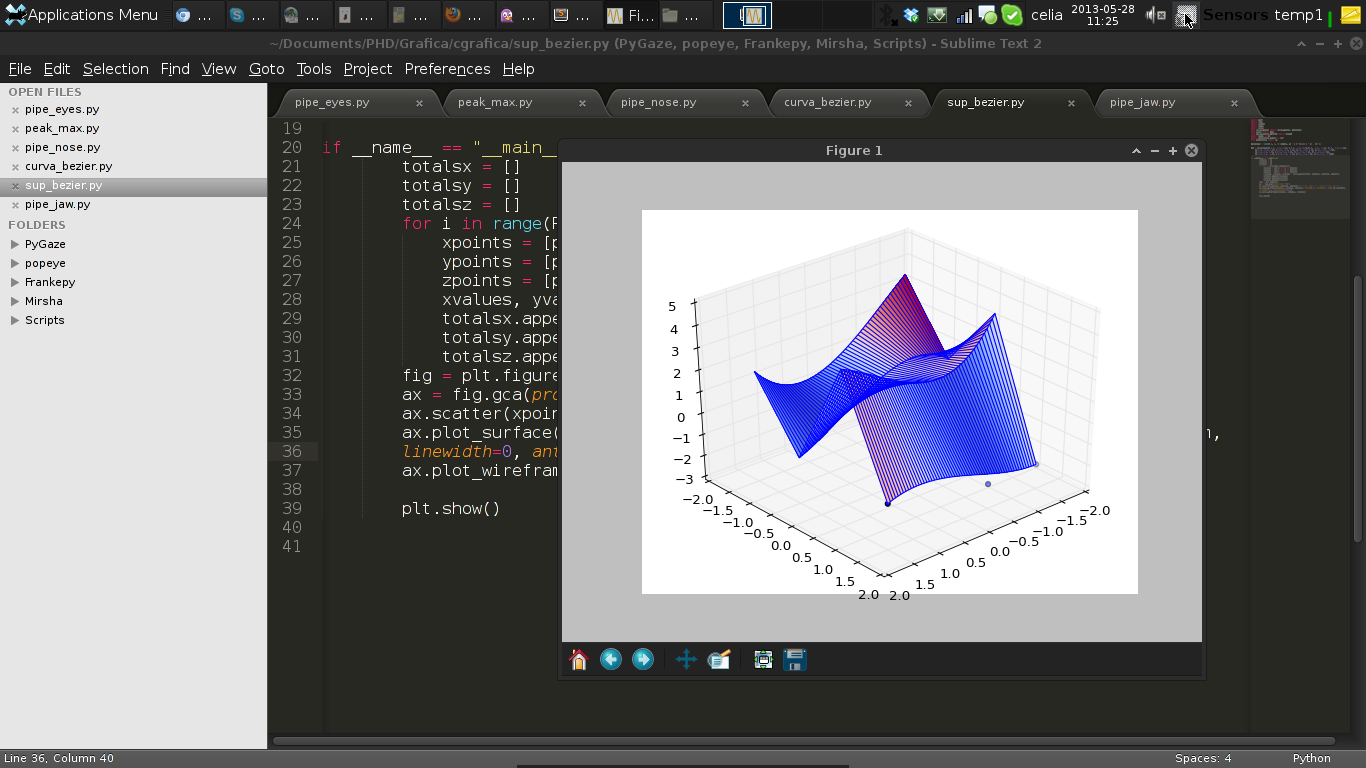 Applications Menu
...
...
...
...
...
...
...
...
Fi...
...
celia
2013-05-28
11:25
Sensors temp1
~/Documents/PHD/Grafica/cgrafica/sup_bezier.py (PyGaze, popeye, Frankepy, Mirsha, Scripts) - Sublime Text 2
File Edit Selection Find View Goto Tools Project Preferences Help
OPEN FILES
pipe_eyes.py
peak_max.py
pipe_nose.py
curva_bezier.py
sup_bezier.py
pipe_jaw.py
FOLDERS
PyGaze
popeye
Frankepy
Mirsha
Scripts
pipe_eyes.py
peak_max.py
pipe_nose.py
curva_bezier.py
sup_bezier.py
pipe_jaw.py
19
20 if __name__ == "__main_
21 totalsx = []
22 totalsy = []
23 totalsz = []
24 for i in range(
25 xpoints = [p
26 ypoints = [p
27 zpoints = [p
28 xvalues, yva
29 totalsx.appe
30 totalsy.appe
31 totalsz.appe
32 fig = plt.figure
33 ax = fig.gca(pro
34 ax.scatter(xpoin
35 ax.plot_surface(
36 linewidth=0, ant
37 ax.plot_wirefram
38
39 plt.show()
40
41
Figure 1
5
4
3
2
1
0
−1
−2
−3
−2.0
−1.5
−1.0
−0.5
0.0
0.5
1.0
1.5
2.0
2.0
1.5
1.0
0.5
0.0
−0.5
−1.0
−1.5
−2.0
Line 36, Column 40
Spaces: 4
Python